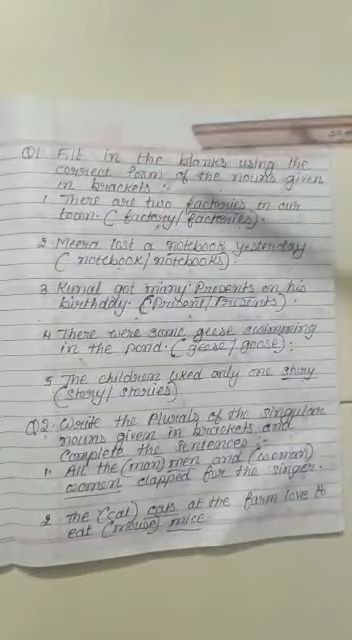 Q1. Fill in the blanks using the
correct form of the nouns given
in brackets :-
1. There are two factories in our
town. (factory/factories).
2. Meera lost a notebook yesterday
(notebook/notebooks).
3 Kunal got many Presents on his
birthday. (Present/Presents).
4 There were some geese swimming
in the pond. (geese/goose).
5 The children liked only one story
(story/stories)
Q2. Write the Plurals of the singular
nouns given in brackets and
Complete the sentences :-
1. All the (man) men and (woman)
women clapped for the singer.
2 The (cat) cats at the farm love to
eat (mouse) mice